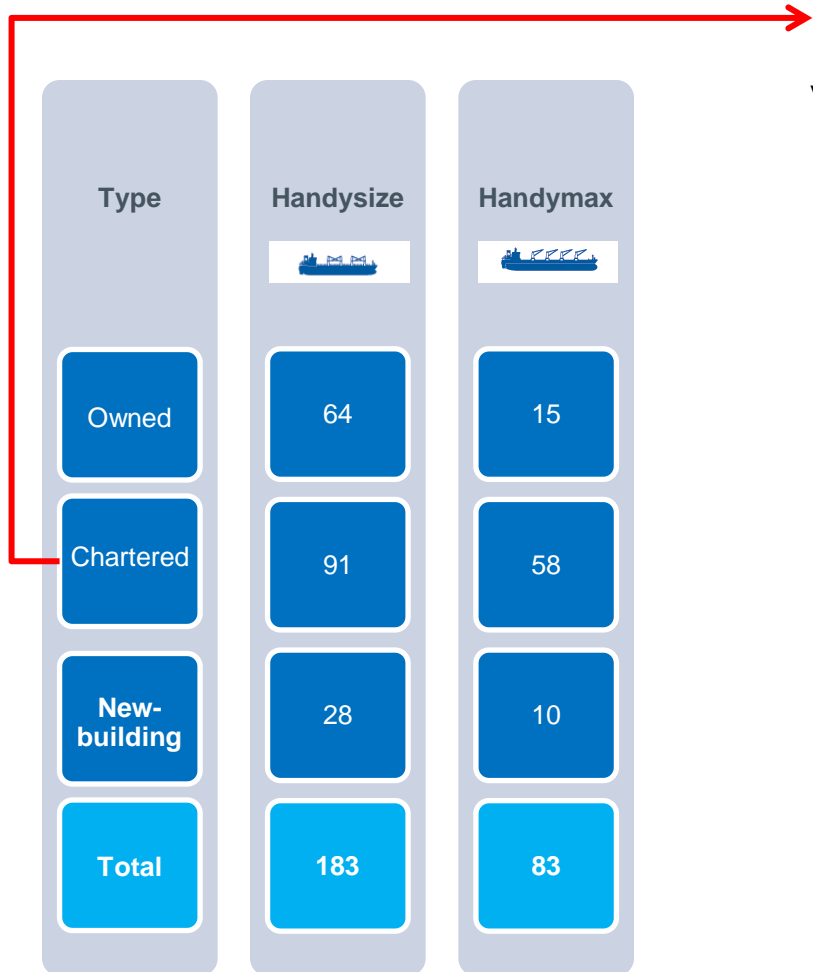 Type Handysize Handymax
Owned 64 15
Chartered 91 58
New-
building 28 10
Total 183 83